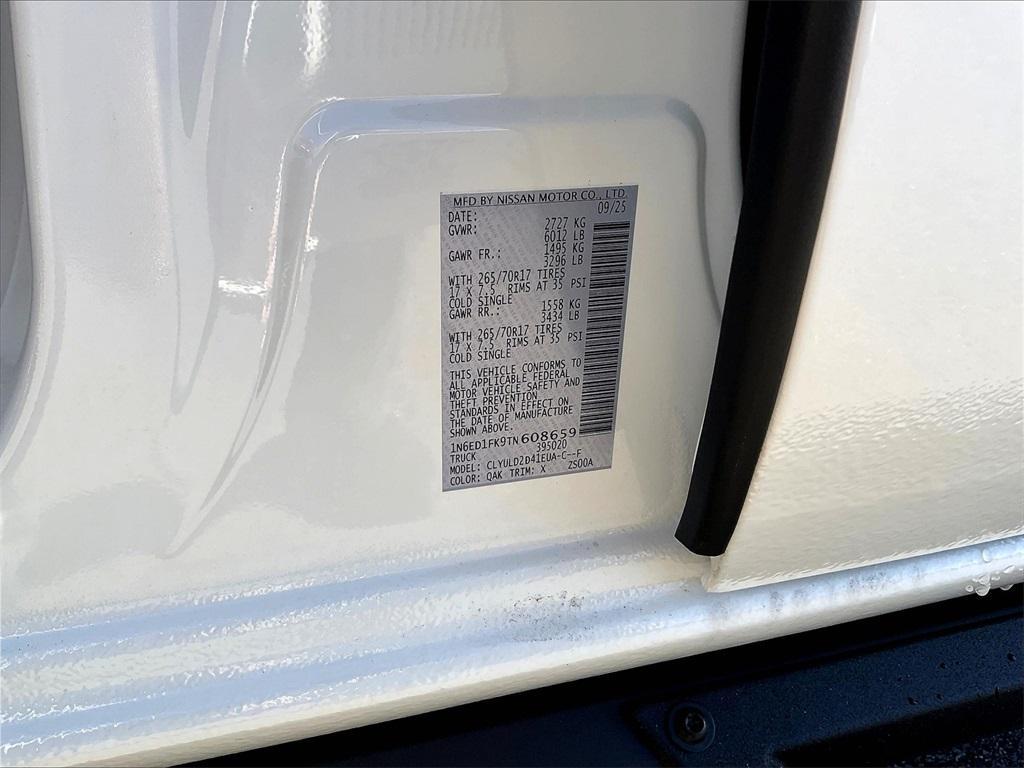 MFD BY NISSAN MOTOR CO., LTD.
DATE: 09/25
GVWR: 2727 KG
6012 LB
GAWR FR.: 1495 KG
3296 LB
WITH 265/70R17 TIRES
17 X 7.5 RIMS AT 35 PSI
COLD SINGLE
GAWR RR.: 1558 KG
3434 LB
WITH 265/70R17 TIRES
17 X 7.5 RIMS AT 35 PSI
COLD SINGLE
THIS VEHICLE CONFORMS TO
ALL APPLICABLE FEDERAL
MOTOR VEHICLE SAFETY AND
THEFT PREVENTION
STANDARDS IN EFFECT ON
THE DATE OF MANUFACTURE
SHOWN ABOVE.
1N6ED1FK9TN608659
TRUCK 395020
MODEL: CLYULD2D41EUA-C--F
COLOR: QAK TRIM: X ZS00A